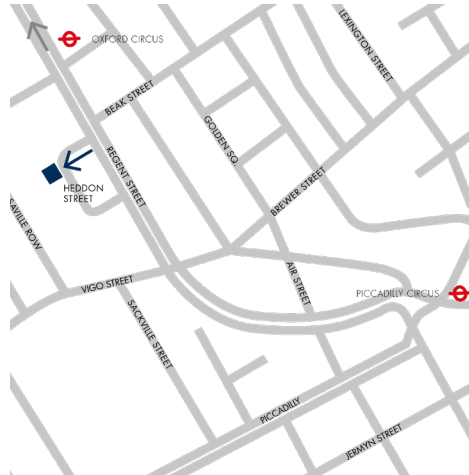 LEXINGTON STREET
OXFORD CIRCUS
BEAK STREET
GOLDEN SQ
REGENT STREET
HEDDON
STREET
BREWER STREET
SAVILLE ROW
AIR STREET
VIGO STREET
PICCADILLY CIRCUS
SACKVILLE STREET
PICCADILLY
JERMYN STREET